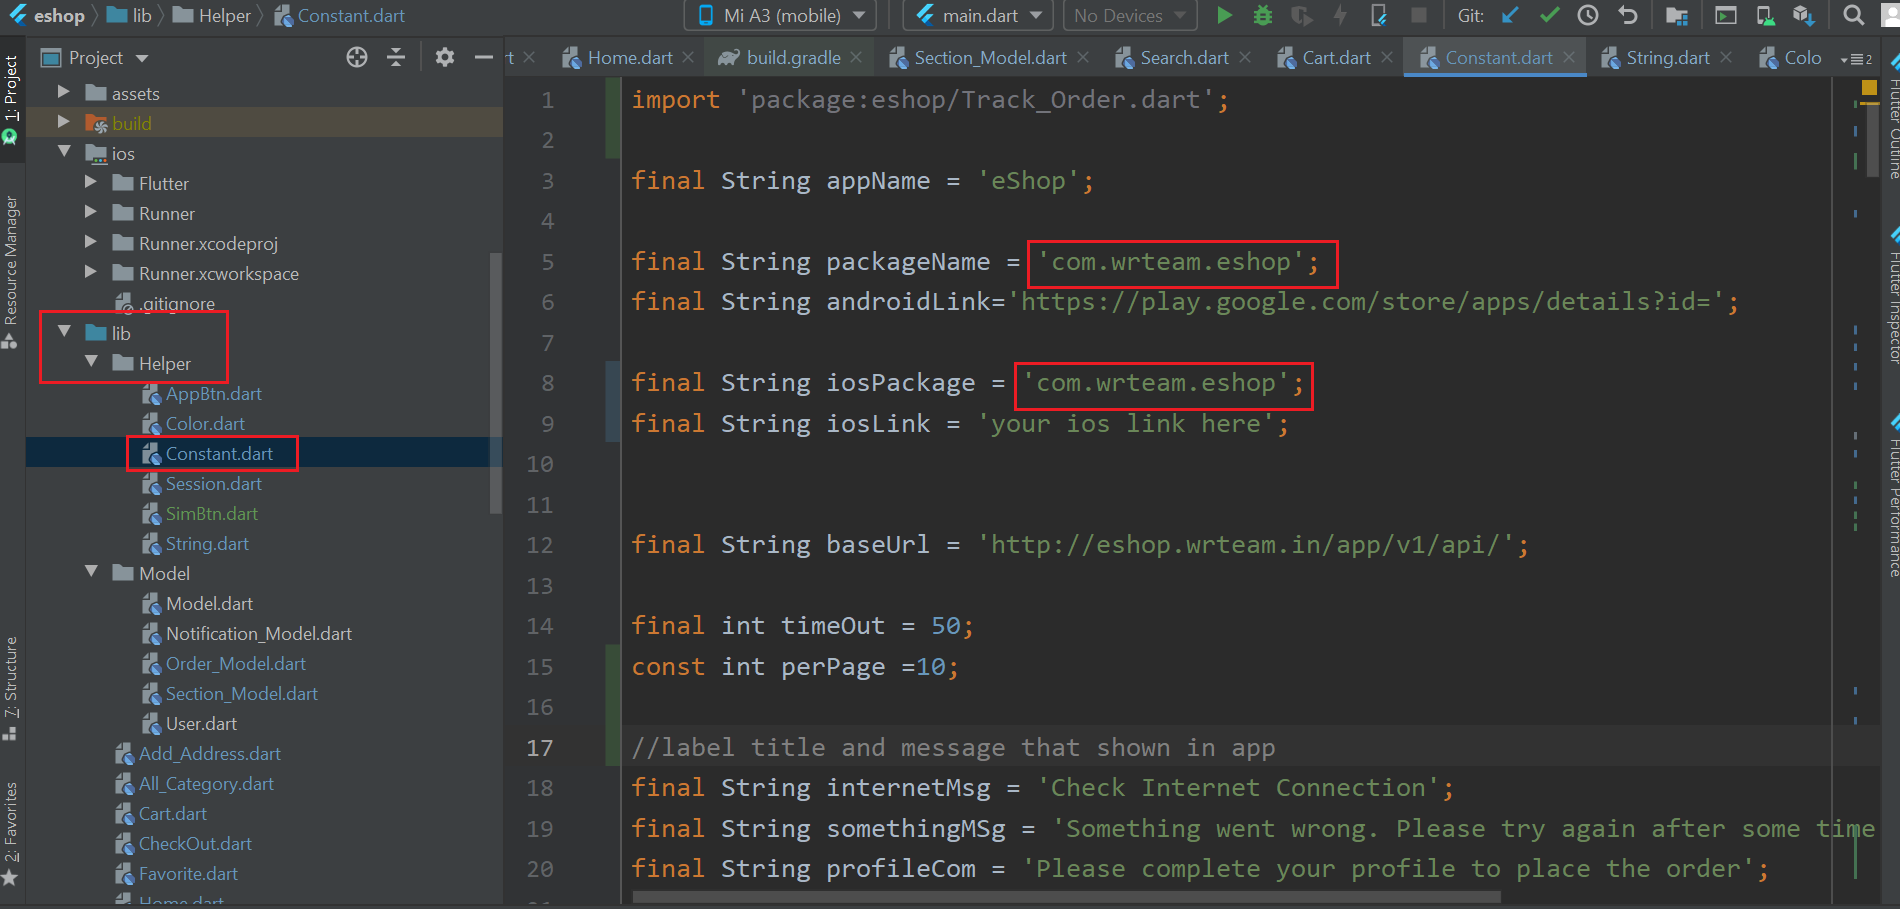 eshop lib Helper Constant.dart Mi A3 (mobile) main.dart No Devices Git:
Project
rt Home.dart build.gradle Section_Model.dart Search.dart Cart.dart Constant.dart String.dart Colo 2
1: Project
Resource Manager
7: Structure
2: Favorites
assets
build
ios
Flutter
Runner
Runner.xcodeproj
Runner.xcworkspace
.gitignore
lib
Helper
AppBtn.dart
Color.dart
Constant.dart
Session.dart
SimBtn.dart
String.dart
Model
Model.dart
Notification_Model.dart
Order_Model.dart
Section_Model.dart
User.dart
Add_Address.dart
All_Category.dart
Cart.dart
CheckOut.dart
Favorite.dart
Home.dart
1 import 'package:eshop/Track_Order.dart';
2
3 final String appName = 'eShop';
4
5 final String packageName = 'com.wrteam.eshop';
6 final String androidLink='https://play.google.com/store/apps/details?id=';
7
8 final String iosPackage = 'com.wrteam.eshop';
9 final String iosLink = 'your ios link here';
10
11
12 final String baseUrl = 'http://eshop.wrteam.in/app/v1/api/';
13
14 final int timeOut = 50;
15 const int perPage =10;
16
17 //label title and message that shown in app
18 final String internetMsg = 'Check Internet Connection';
19 final String somethingMSg = 'Something went wrong. Please try again after some time
20 final String profileCom = 'Please complete your profile to place the order';
Flutter Outline
Flutter Inspector
Flutter Performance